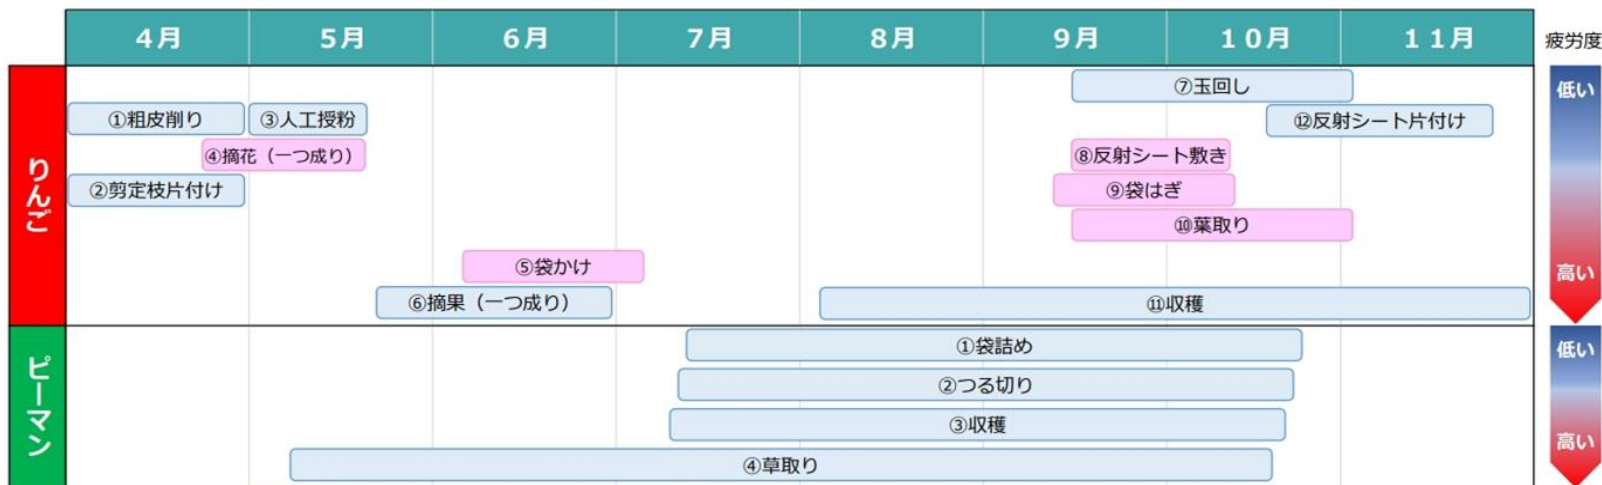 4月 5月 6月 7月 8月 9月 10月 11月 疲労度
りんご
⑦玉回し
①粗皮削り ③人工授粉 ⑫反射シート片付け
④摘花（一つ成り） ⑧反射シート敷き
②剪定枝片付け ⑨袋はぎ
⑩葉取り
⑤袋かけ
⑥摘果（一つ成り） ⑪収穫
低い
高い
ピーマン
①袋詰め
②つる切り
③収穫
④草取り
低い
高い